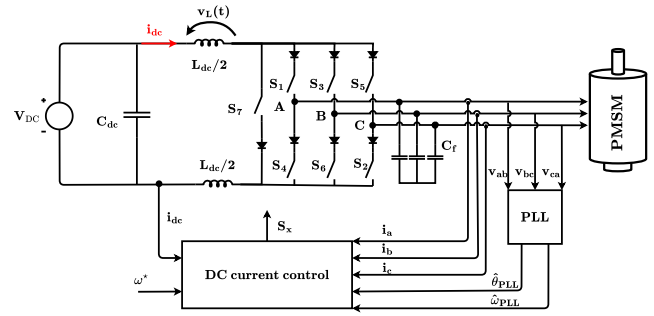 v_L(t)
i_dc
L_dc/2
S_1
S_3
S_5
S_7
A
B
C
V_DC
C_dc
PMSM
L_dc/2
S_4
S_6
S_2
C_f
v_ab
v_bc
v_ca
PLL
i_dc
S_x
i_a
i_b
i_c
DC current control
ω*
θ̂_PLL
ω̂_PLL